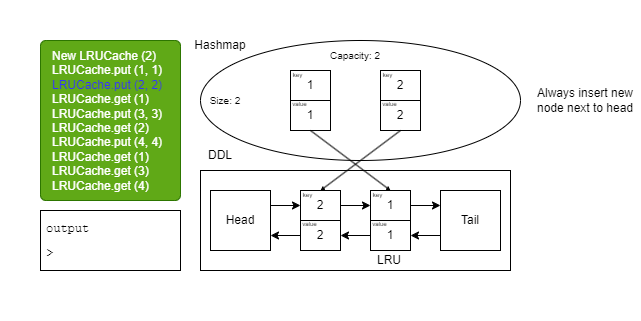 New LRUCache (2)
LRUCache.put (1, 1)
LRUCache.put (2, 2)
LRUCache.get (1)
LRUCache.put (3, 3)
LRUCache.get (2)
LRUCache.put (4, 4)
LRUCache.get (1)
LRUCache.get (3)
LRUCache.get (4)
output
>
Hashmap
Capacity: 2
Size: 2
key
1
value
1
key
2
value
2
Always insert new
node next to head
DDL
Head
key
2
value
2
key
1
value
1
Tail
LRU